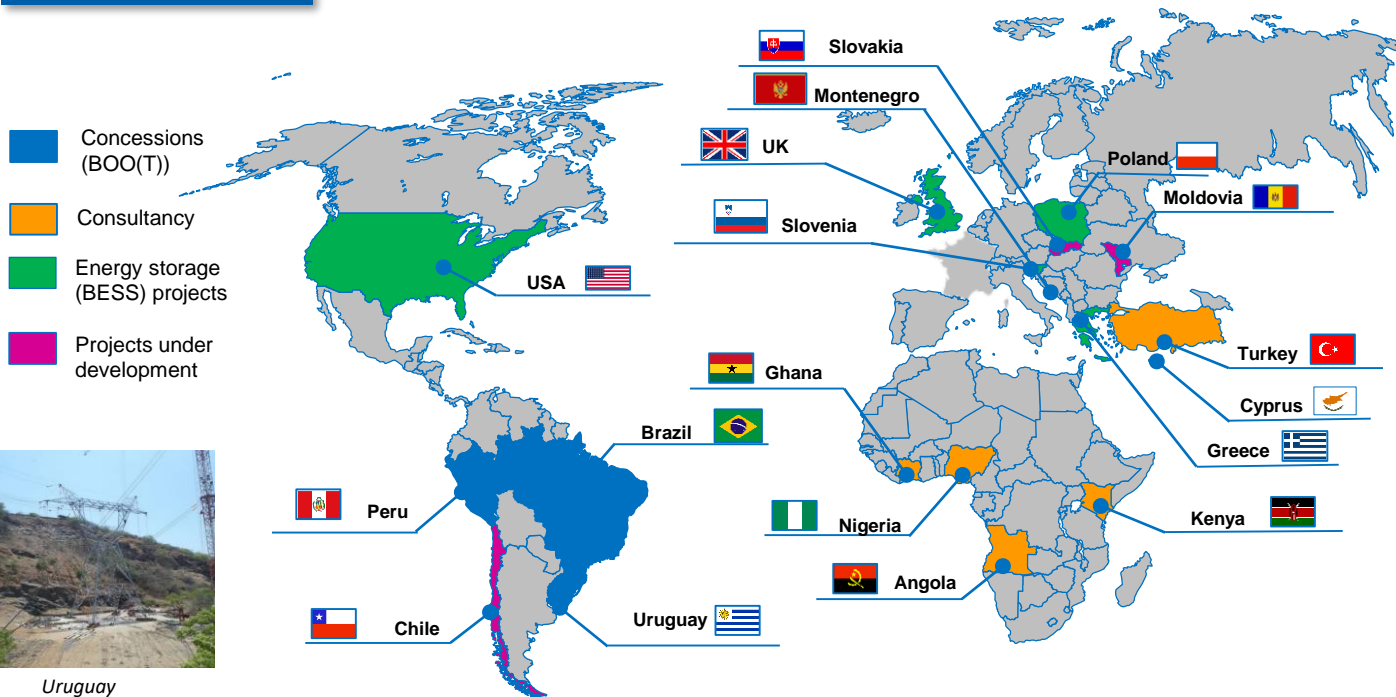 Concessions
(BOO(T))
Consultancy
Energy storage
(BESS) projects
Projects under
development
Slovakia
Montenegro
UK
Slovenia
Poland
Moldovia
USA
Turkey
Cyprus
Greece
Ghana
Brazil
Peru
Nigeria
Kenya
Angola
Chile
Uruguay
Uruguay